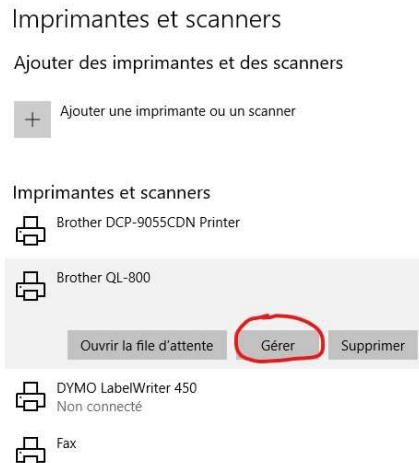 Imprimantes et scanners
Ajouter des imprimantes et des scanners
Ajouter une imprimante ou un scanner
Imprimantes et scanners
Brother DCP-9055CDN Printer
Brother QL-800
Ouvrir la file d'attente Gérer Supprimer
DYMO LabelWriter 450
Non connecté
Fax